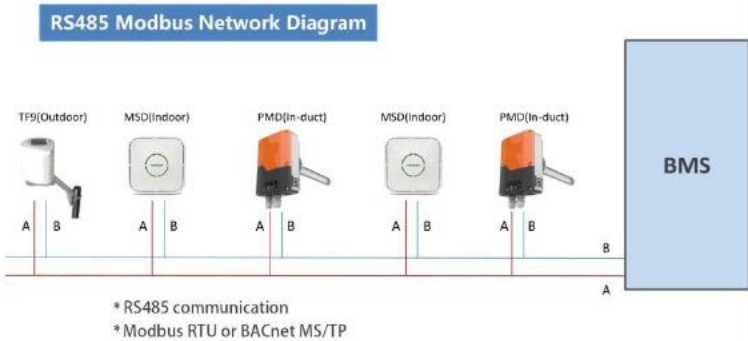 RS485 Modbus Network Diagram
TF9(Outdoor) MSD(Indoor) PMD(In-duct) MSD(Indoor) PMD(In-duct)
BMS
A B A B A B A B A B
B
A
* RS485 communication
* Modbus RTU or BACnet MS/TP